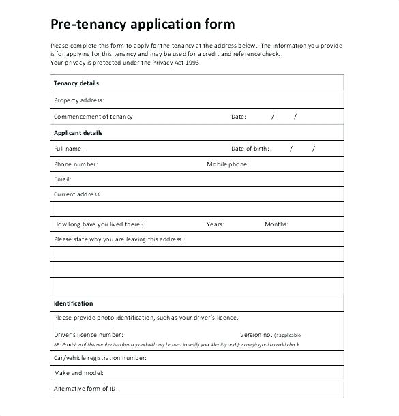 Pre-tenancy application form
Please complete this form to apply for the tenancy at the address below. The information you provide
is for applying for this tenancy and may be used for a credit and reference check.
Your privacy is protected under the Privacy Act 1993
Tenancy details
Property address:
Commencement of tenancy Date: / /
Applicant details
Full name Date of birth: / /
Phone number: Mobile phone
Email
Current address
How long have you lived there: Years: Months:
Please state why you are leaving this address:
Identification
Please provide photo identification, such as your driver's licence.
Driver's licence number: Version no. (if applicable)
Car/vehicle registration number:
Make and model:
Alternative form of ID